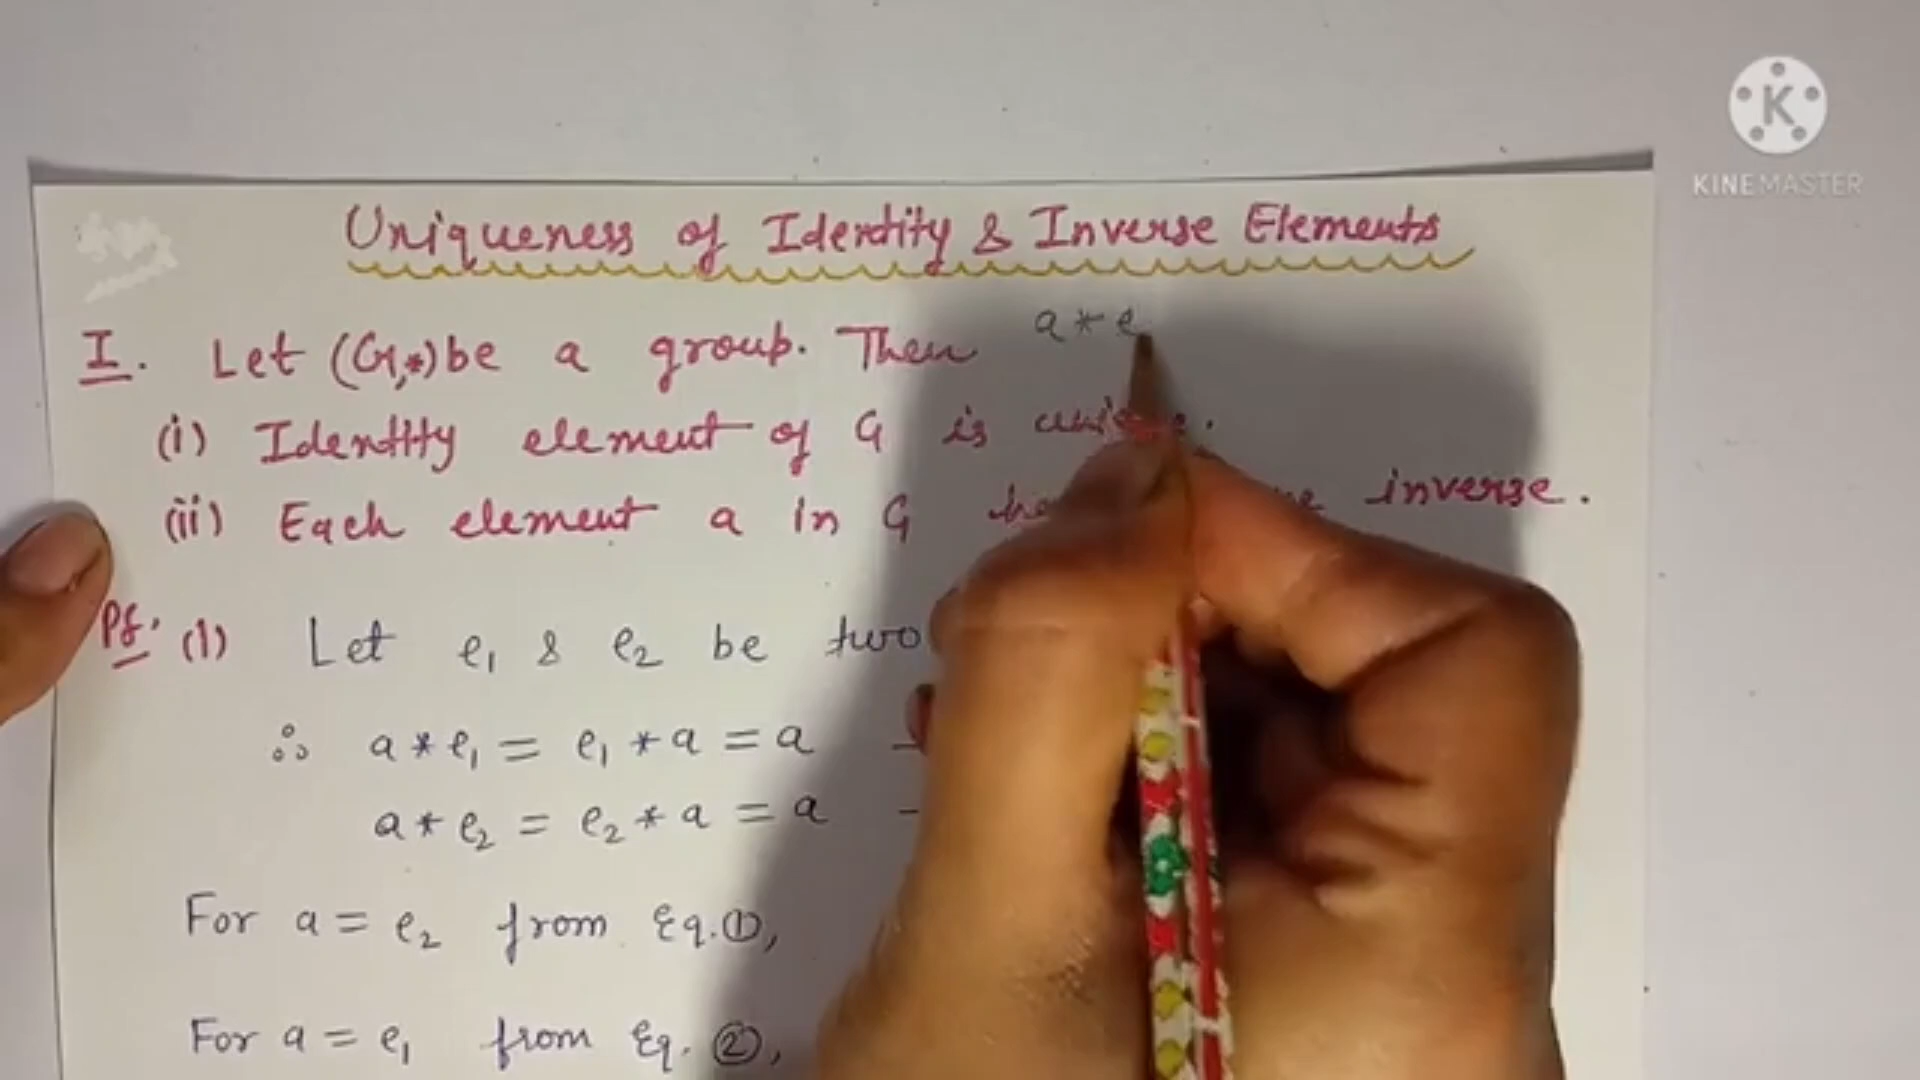 K
KINEMASTER
Uniqueness of Identity & Inverse Elements
a * e
I. Let (G,*) be a group. Then
(i) Identity element of G is
(ii) Each element a in G inverse.
Pf. (i) Let e₁ & e₂ be two
∴ a * e₁ = e₁ * a = a
a * e₂ = e₂ * a = a
For a = e₂ from Eq. ①,
For a = e₁ from Eq. ②,